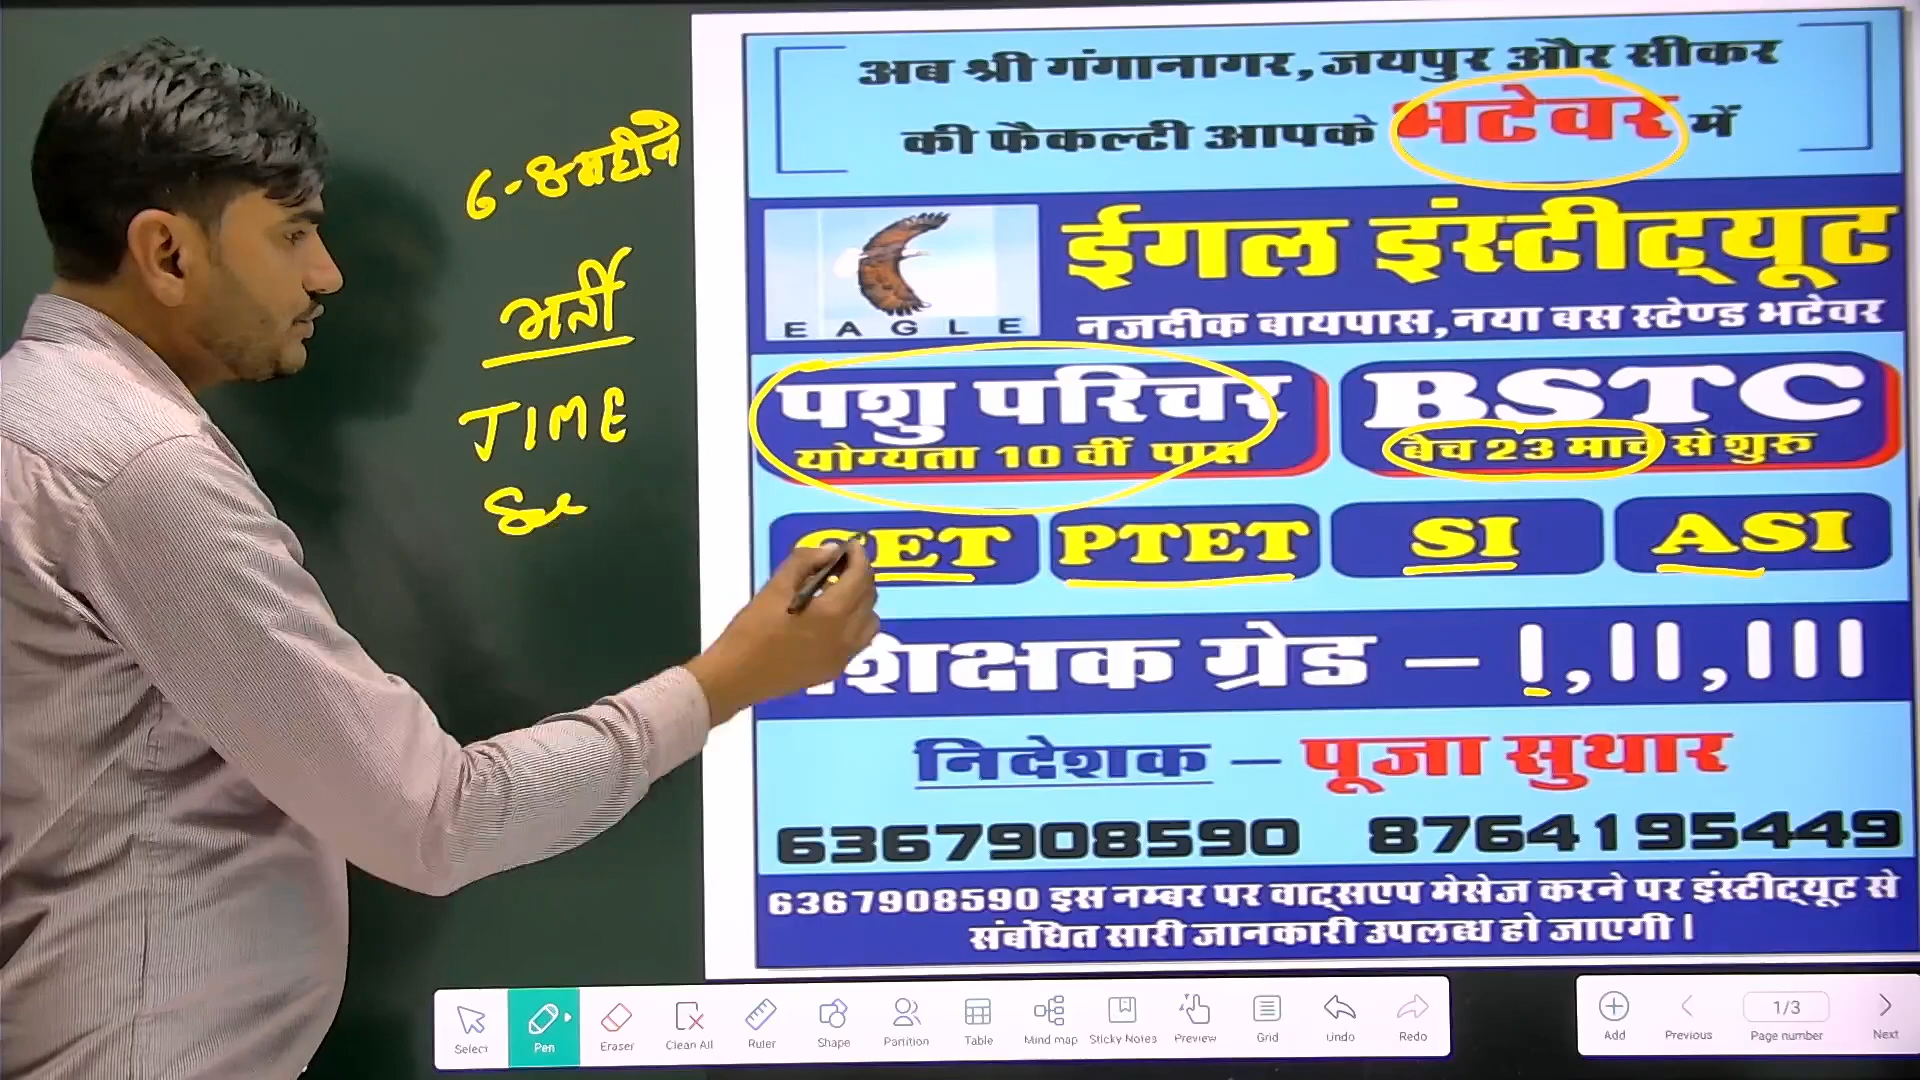 6-8 महीने
भर्ती
TIME
अब श्री गंगानागर, जयपुर और सीकर
की फैकल्टी आपके भटेवर में
EAGLE
ईगल इंस्टीट्यूट
नजदीक बायपास, नया बस स्टेण्ड भटेवर
पशु परिचर
योग्यता 10 वीं पास
BSTC
बेच 23 मार्च से शुरू
CET PTET SI ASI
शिक्षक ग्रेड – I, II, III
निदेशक – पूजा सुथार
6367908590 8764195449
6367908590 इस नम्बर पर वाट्सएप मेसेज करने पर इंस्टीट्यूट से
संबंधित सारी जानकारी उपलब्ध हो जाएगी।
Select Pen Eraser Clean All Ruler Shape Partition Table Mind map Sticky Notes Preview Grid Undo Redo
Add Previous 1/3 Page number Next